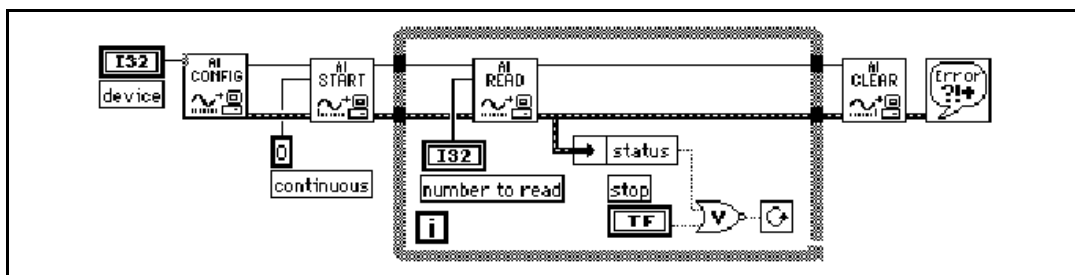 I32
device
AI
CONFIG
0
continuous
AI
START
AI
READ
I32
number to read
i
status
stop
TF
V
AI
CLEAR
Error
?!+